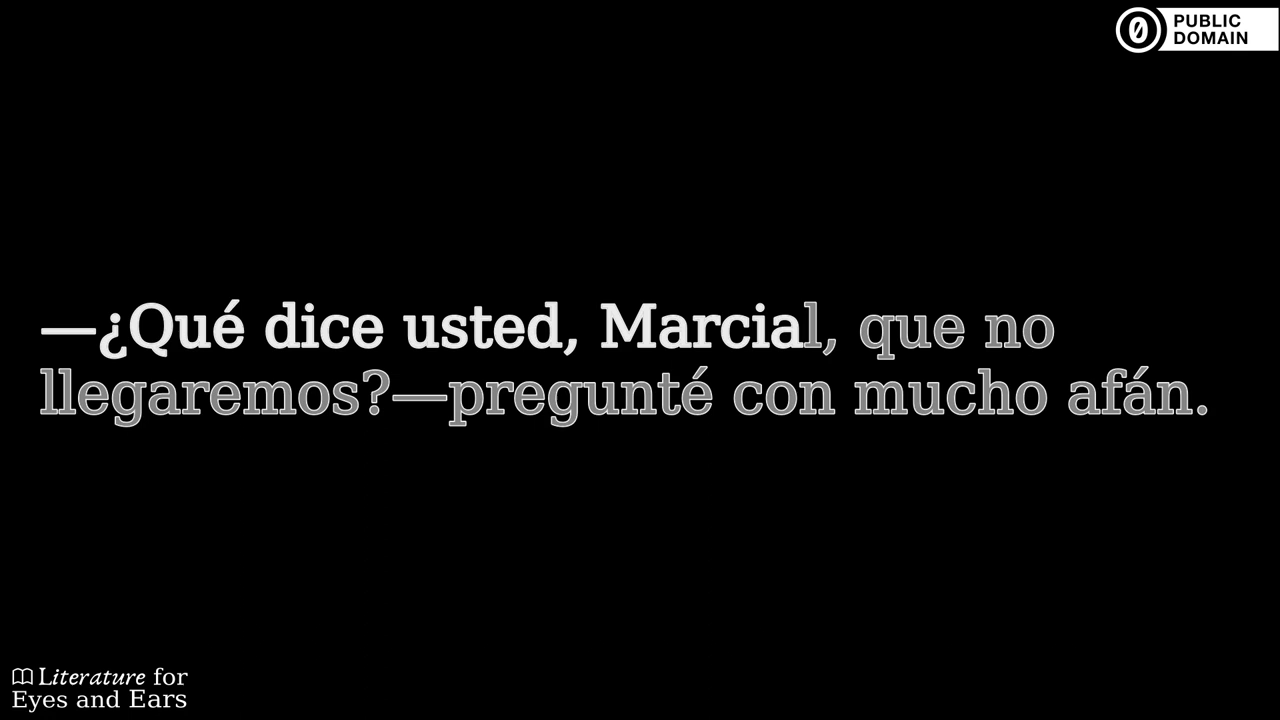 PUBLIC
DOMAIN
—¿Qué dice usted, Marcial, que no
llegaremos?—pregunté con mucho afán.
Literature for
Eyes and Ears